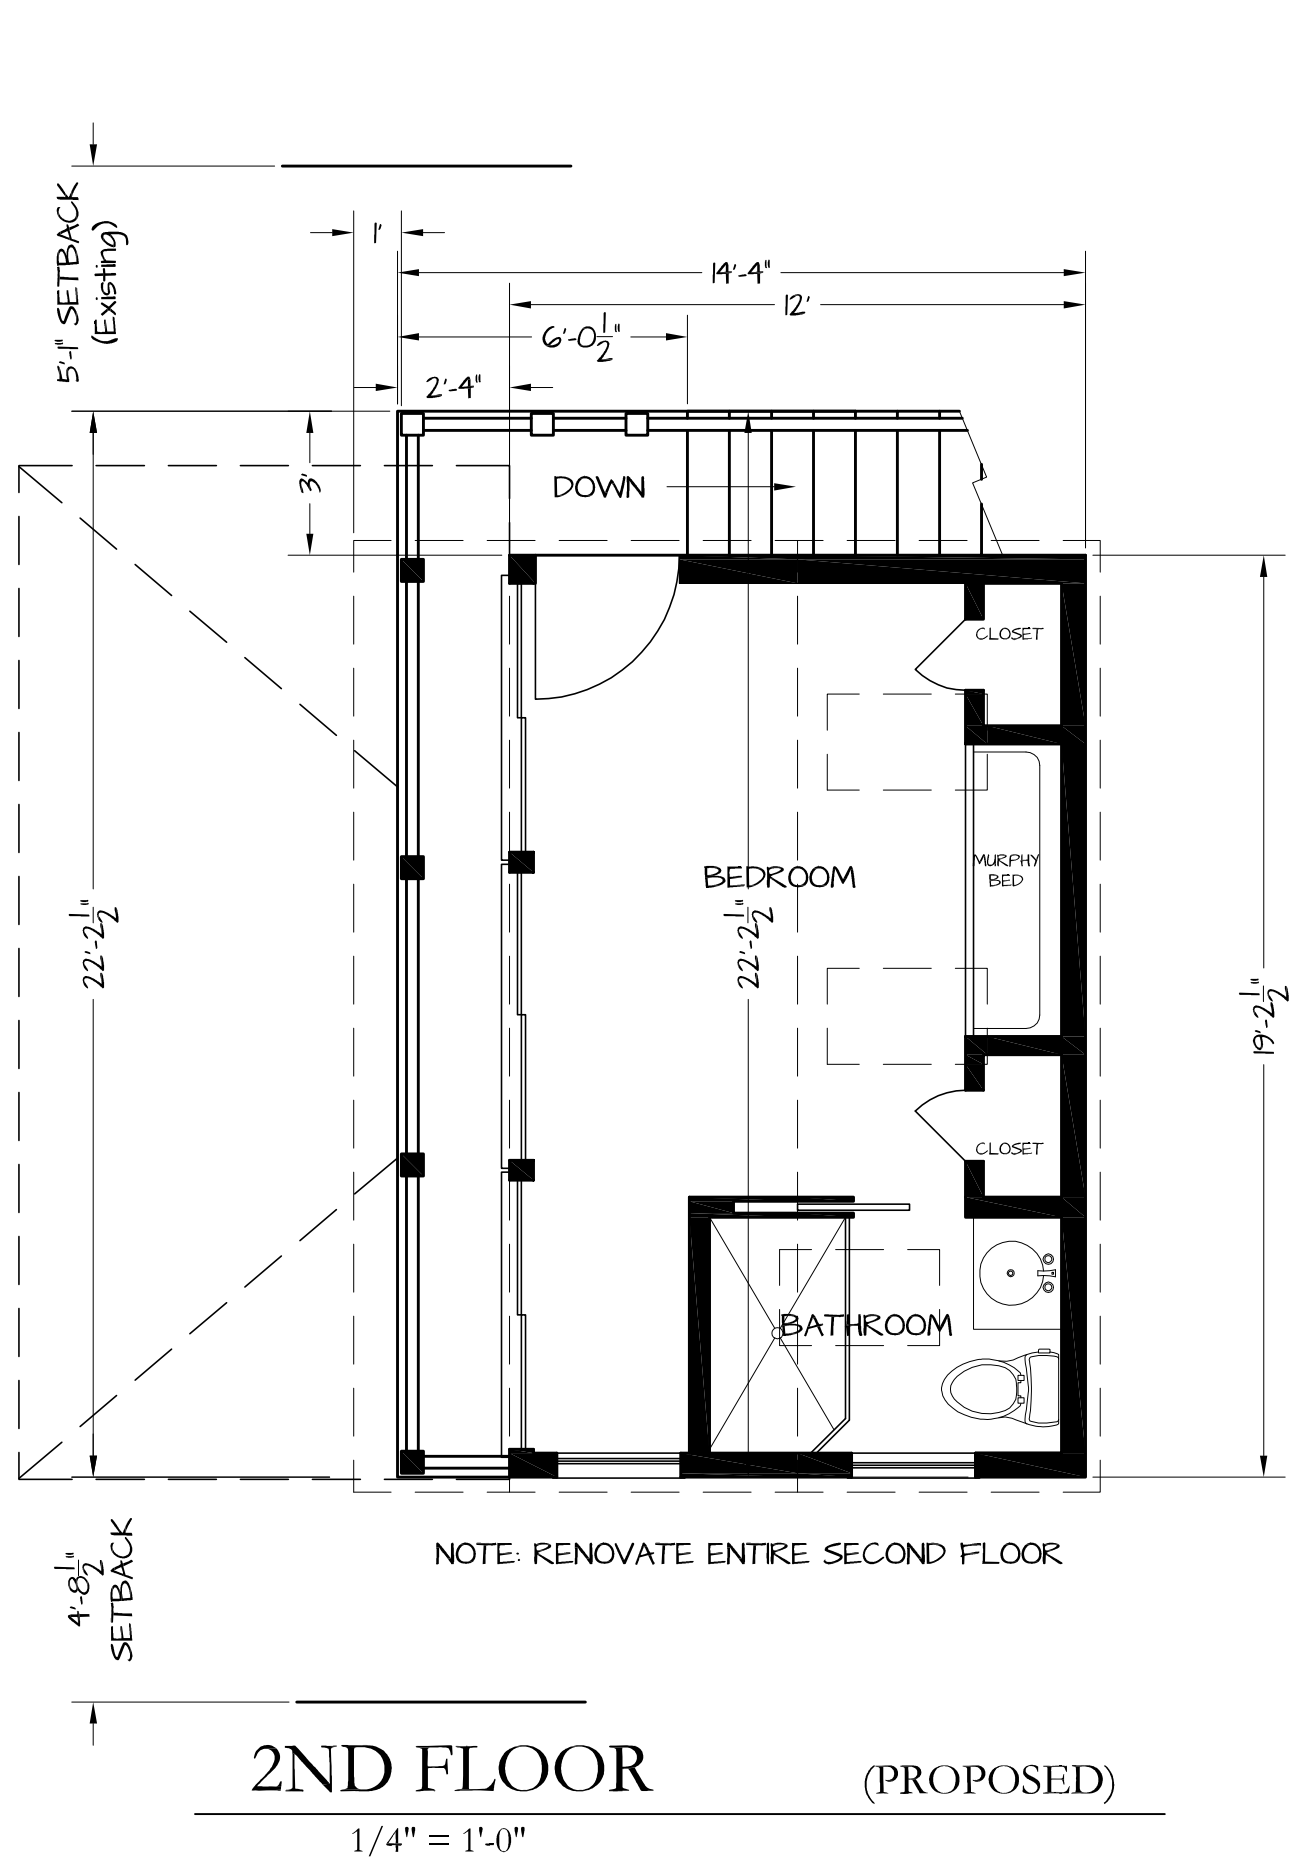 5'-1" SETBACK
(Existing)
1'
14'-4"
12'
6'-0 1/2"
2'-4"
3'
DOWN
CLOSET
BEDROOM
MURPHY
BED
22'-2 1/2"
22'-2 1/2"
19'-2 1/2"
CLOSET
BATHROOM
NOTE: RENOVATE ENTIRE SECOND FLOOR
4'-8 1/2"
SETBACK
2ND FLOOR
(PROPOSED)
1/4" = 1'-0"